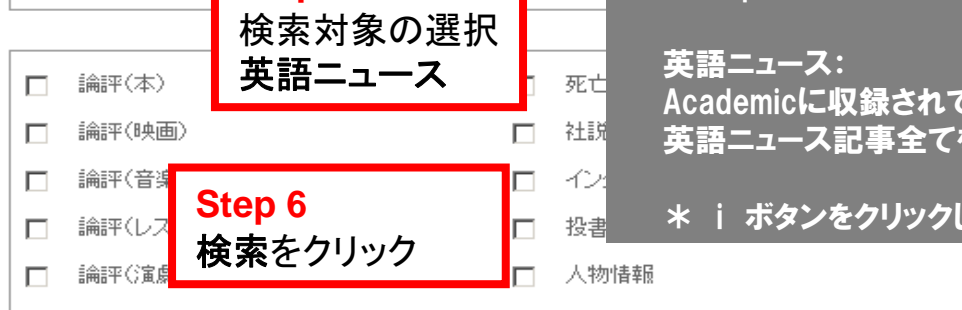 検索対象の選択
英語ニュース
論評(本)
論評(映画)
論評(音楽
論評(レス
論評(演劇
死亡
社説
イン
投書
人物情報
Step 6
検索をクリック
英語ニュース:
Academicに収録されて
英語ニュース記事全てを
* i ボタンをクリックし